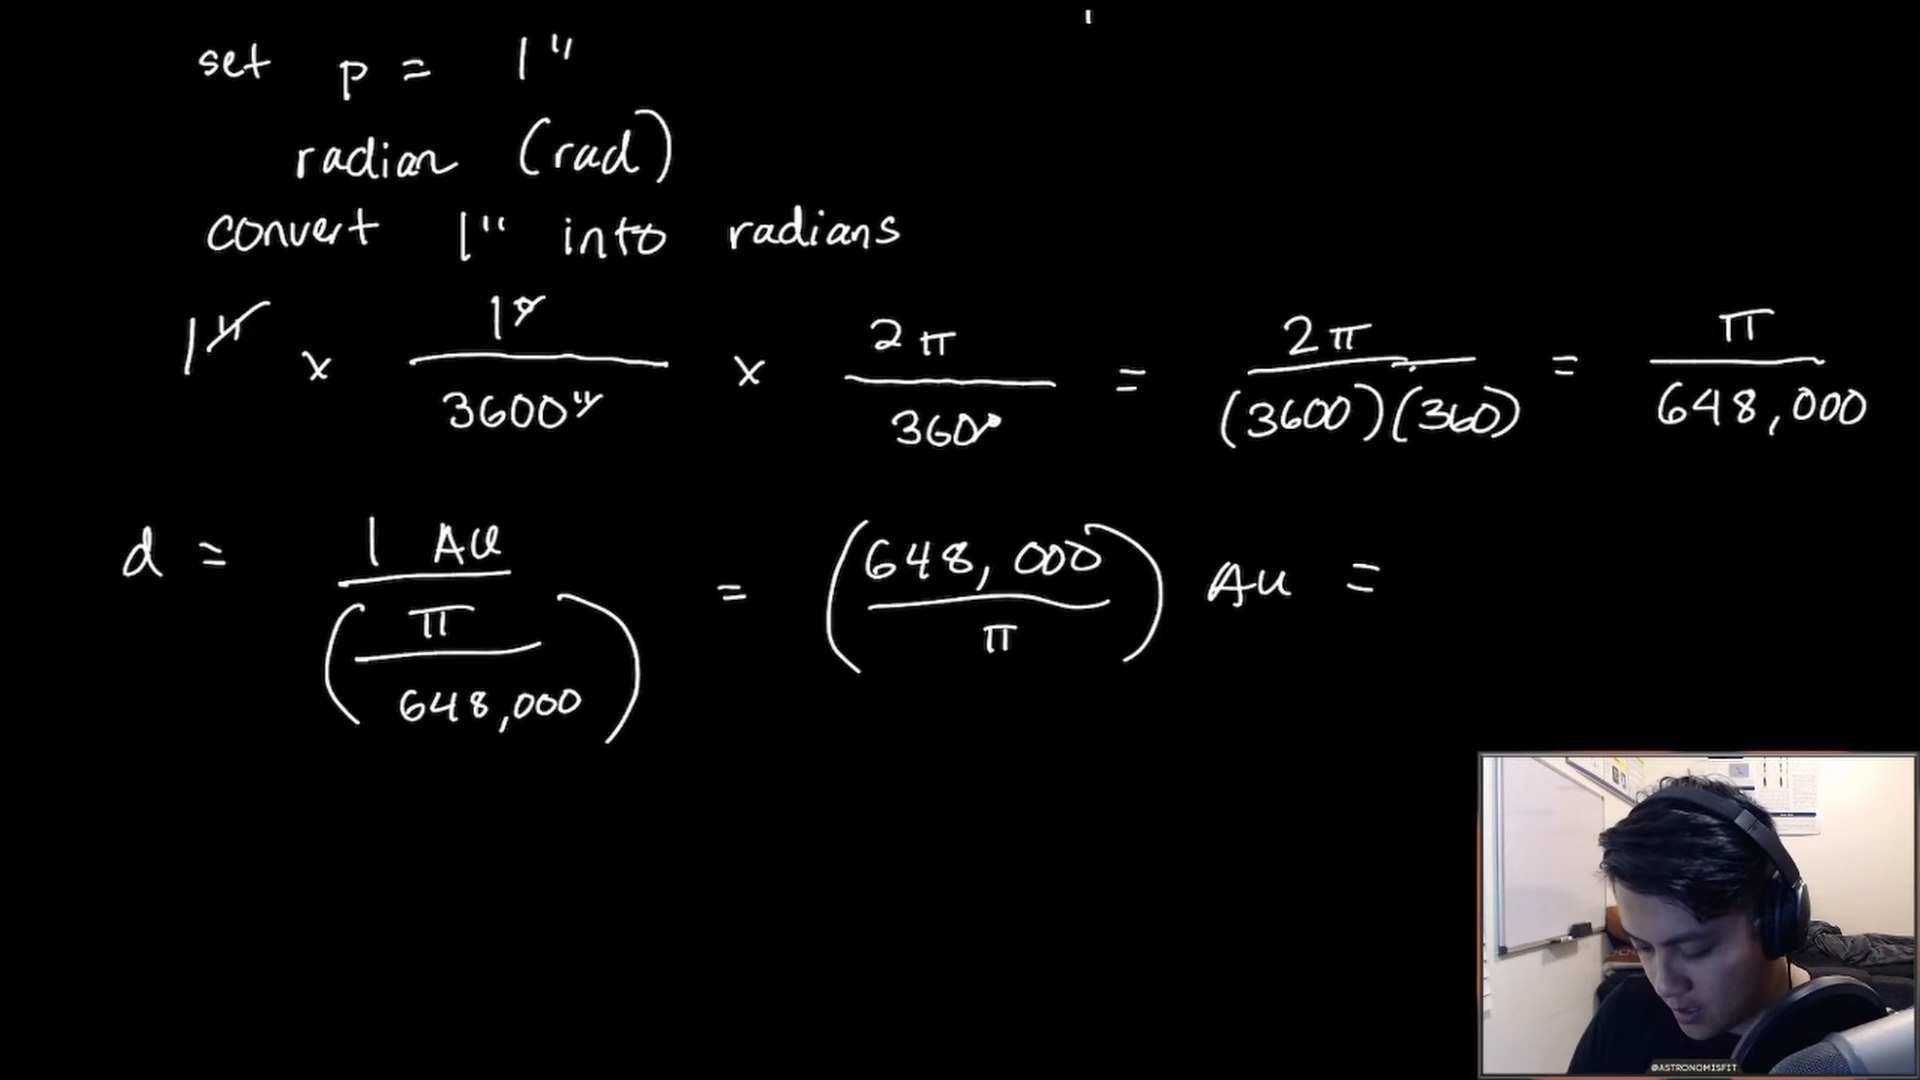 set p = 1"
radian (rad)
convert 1" into radians
1" x 1° / 3600" x 2π / 360° = 2π / (3600)(360) = π / 648,000
d = 1 AU / (π / 648,000) = (648,000 / π) AU =
@ASTRONOMISFIT